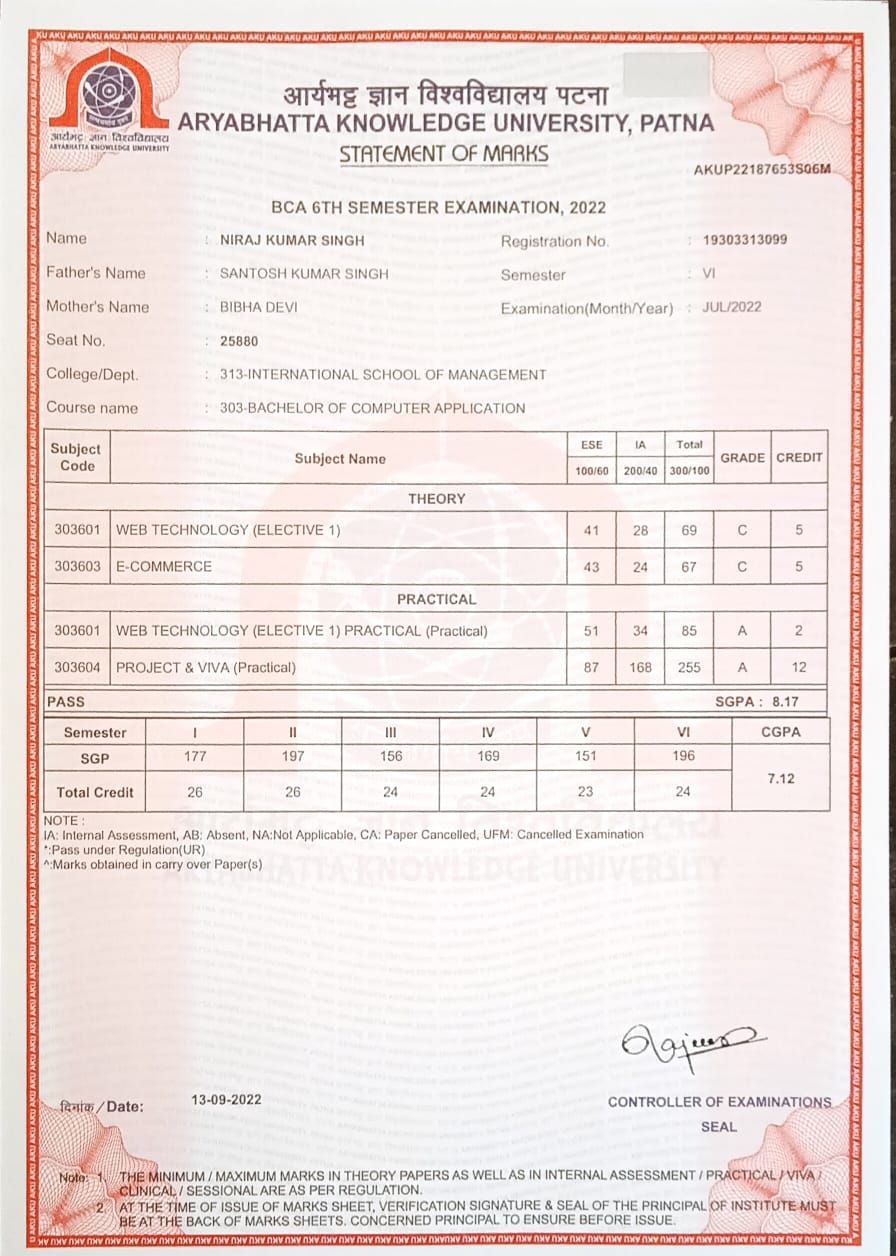 आर्यभट्ट ज्ञान विश्वविद्यालय
ARYABHATTA KNOWLEDGE UNIVERSITY
आर्यभट्ट ज्ञान विश्वविद्यालय पटना
ARYABHATTA KNOWLEDGE UNIVERSITY, PATNA
STATEMENT OF MARKS
AKUP22187653S06M
BCA 6TH SEMESTER EXAMINATION, 2022
Name : NIRAJ KUMAR SINGH Registration No. : 19303313099
Father's Name : SANTOSH KUMAR SINGH Semester : VI
Mother's Name : BIBHA DEVI Examination(Month/Year) : JUL/2022
Seat No. : 25880
College/Dept. : 313-INTERNATIONAL SCHOOL OF MANAGEMENT
Course name : 303-BACHELOR OF COMPUTER APPLICATION
Subject Code Subject Name ESE IA Total GRADE CREDIT
100/60 200/40 300/100
THEORY
303601 WEB TECHNOLOGY (ELECTIVE 1) 41 28 69 C 5
303603 E-COMMERCE 43 24 67 C 5
PRACTICAL
303601 WEB TECHNOLOGY (ELECTIVE 1) PRACTICAL (Practical) 51 34 85 A 2
303604 PROJECT & VIVA (Practical) 87 168 255 A 12
PASS SGPA : 8.17
Semester I II III IV V VI CGPA
SGP 177 197 156 169 151 196
7.12
Total Credit 26 26 24 24 23 24
NOTE :
IA: Internal Assessment, AB: Absent, NA:Not Applicable, CA: Paper Cancelled, UFM: Cancelled Examination
*:Pass under Regulation(UR)
^:Marks obtained in carry over Paper(s)
ARYABHATTA KNOWLEDGE UNIVERSITY
दिनांक / Date: 13-09-2022
CONTROLLER OF EXAMINATIONS
SEAL
Note: 1. THE MINIMUM / MAXIMUM MARKS IN THEORY PAPERS AS WELL AS IN INTERNAL ASSESSMENT / PRACTICAL / VIVA /
CLINICAL / SESSIONAL ARE AS PER REGULATION.
2. AT THE TIME OF ISSUE OF MARKS SHEET, VERIFICATION SIGNATURE & SEAL OF THE PRINCIPAL OF INSTITUTE MUST
BE AT THE BACK OF MARKS SHEETS. CONCERNED PRINCIPAL TO ENSURE BEFORE ISSUE.